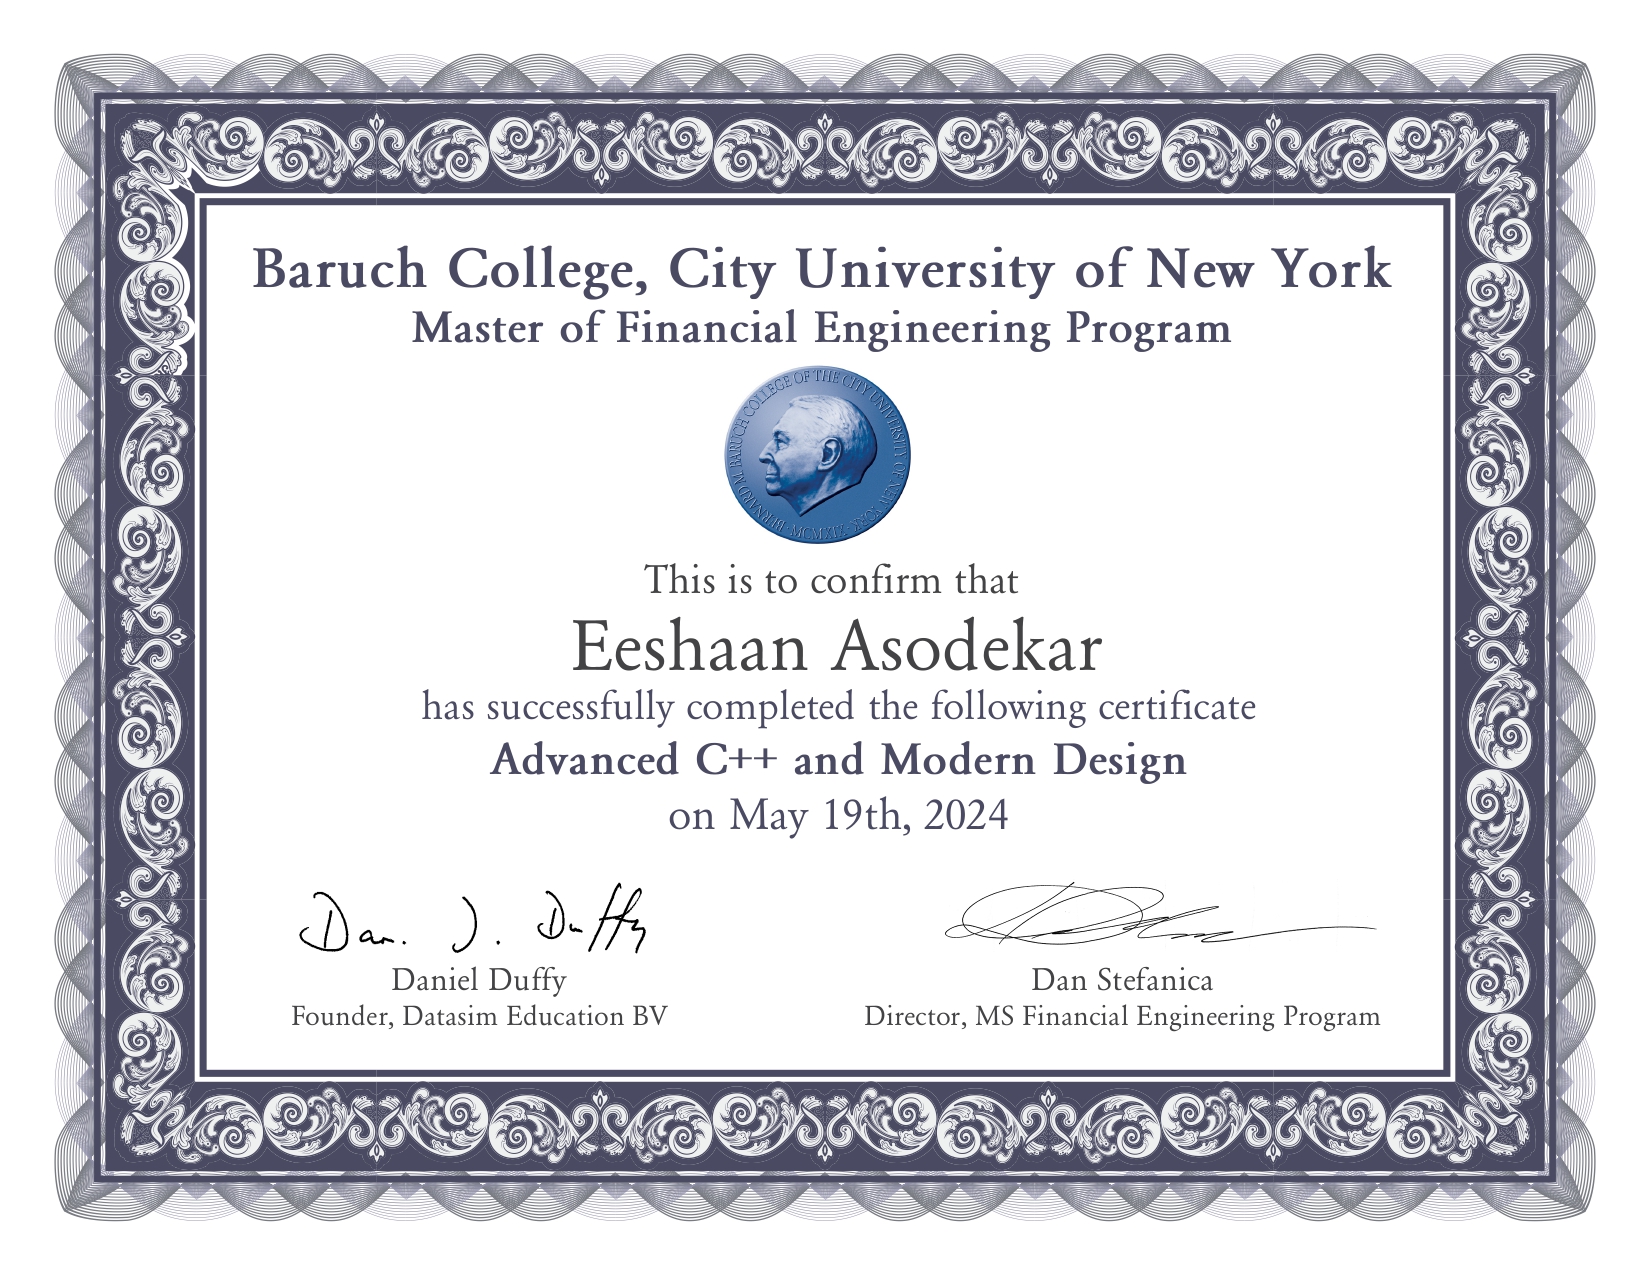 Baruch College, City University of New York
Master of Financial Engineering Program
BERNARD M. BARUCH COLLEGE OF THE CITY UNIVERSITY OF NEW YORK · MCMXIX ·
This is to confirm that
Eeshaan Asodekar
has successfully completed the following certificate
Advanced C++ and Modern Design
on May 19th, 2024
Dan. J. Duffy
Daniel Duffy
Founder, Datasim Education BV
Dan Stefanica
Director, MS Financial Engineering Program